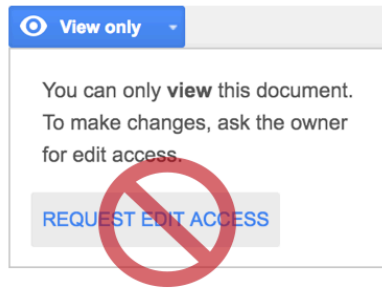 View only
You can only view this document.
To make changes, ask the owner
for edit access.
REQUEST EDIT ACCESS